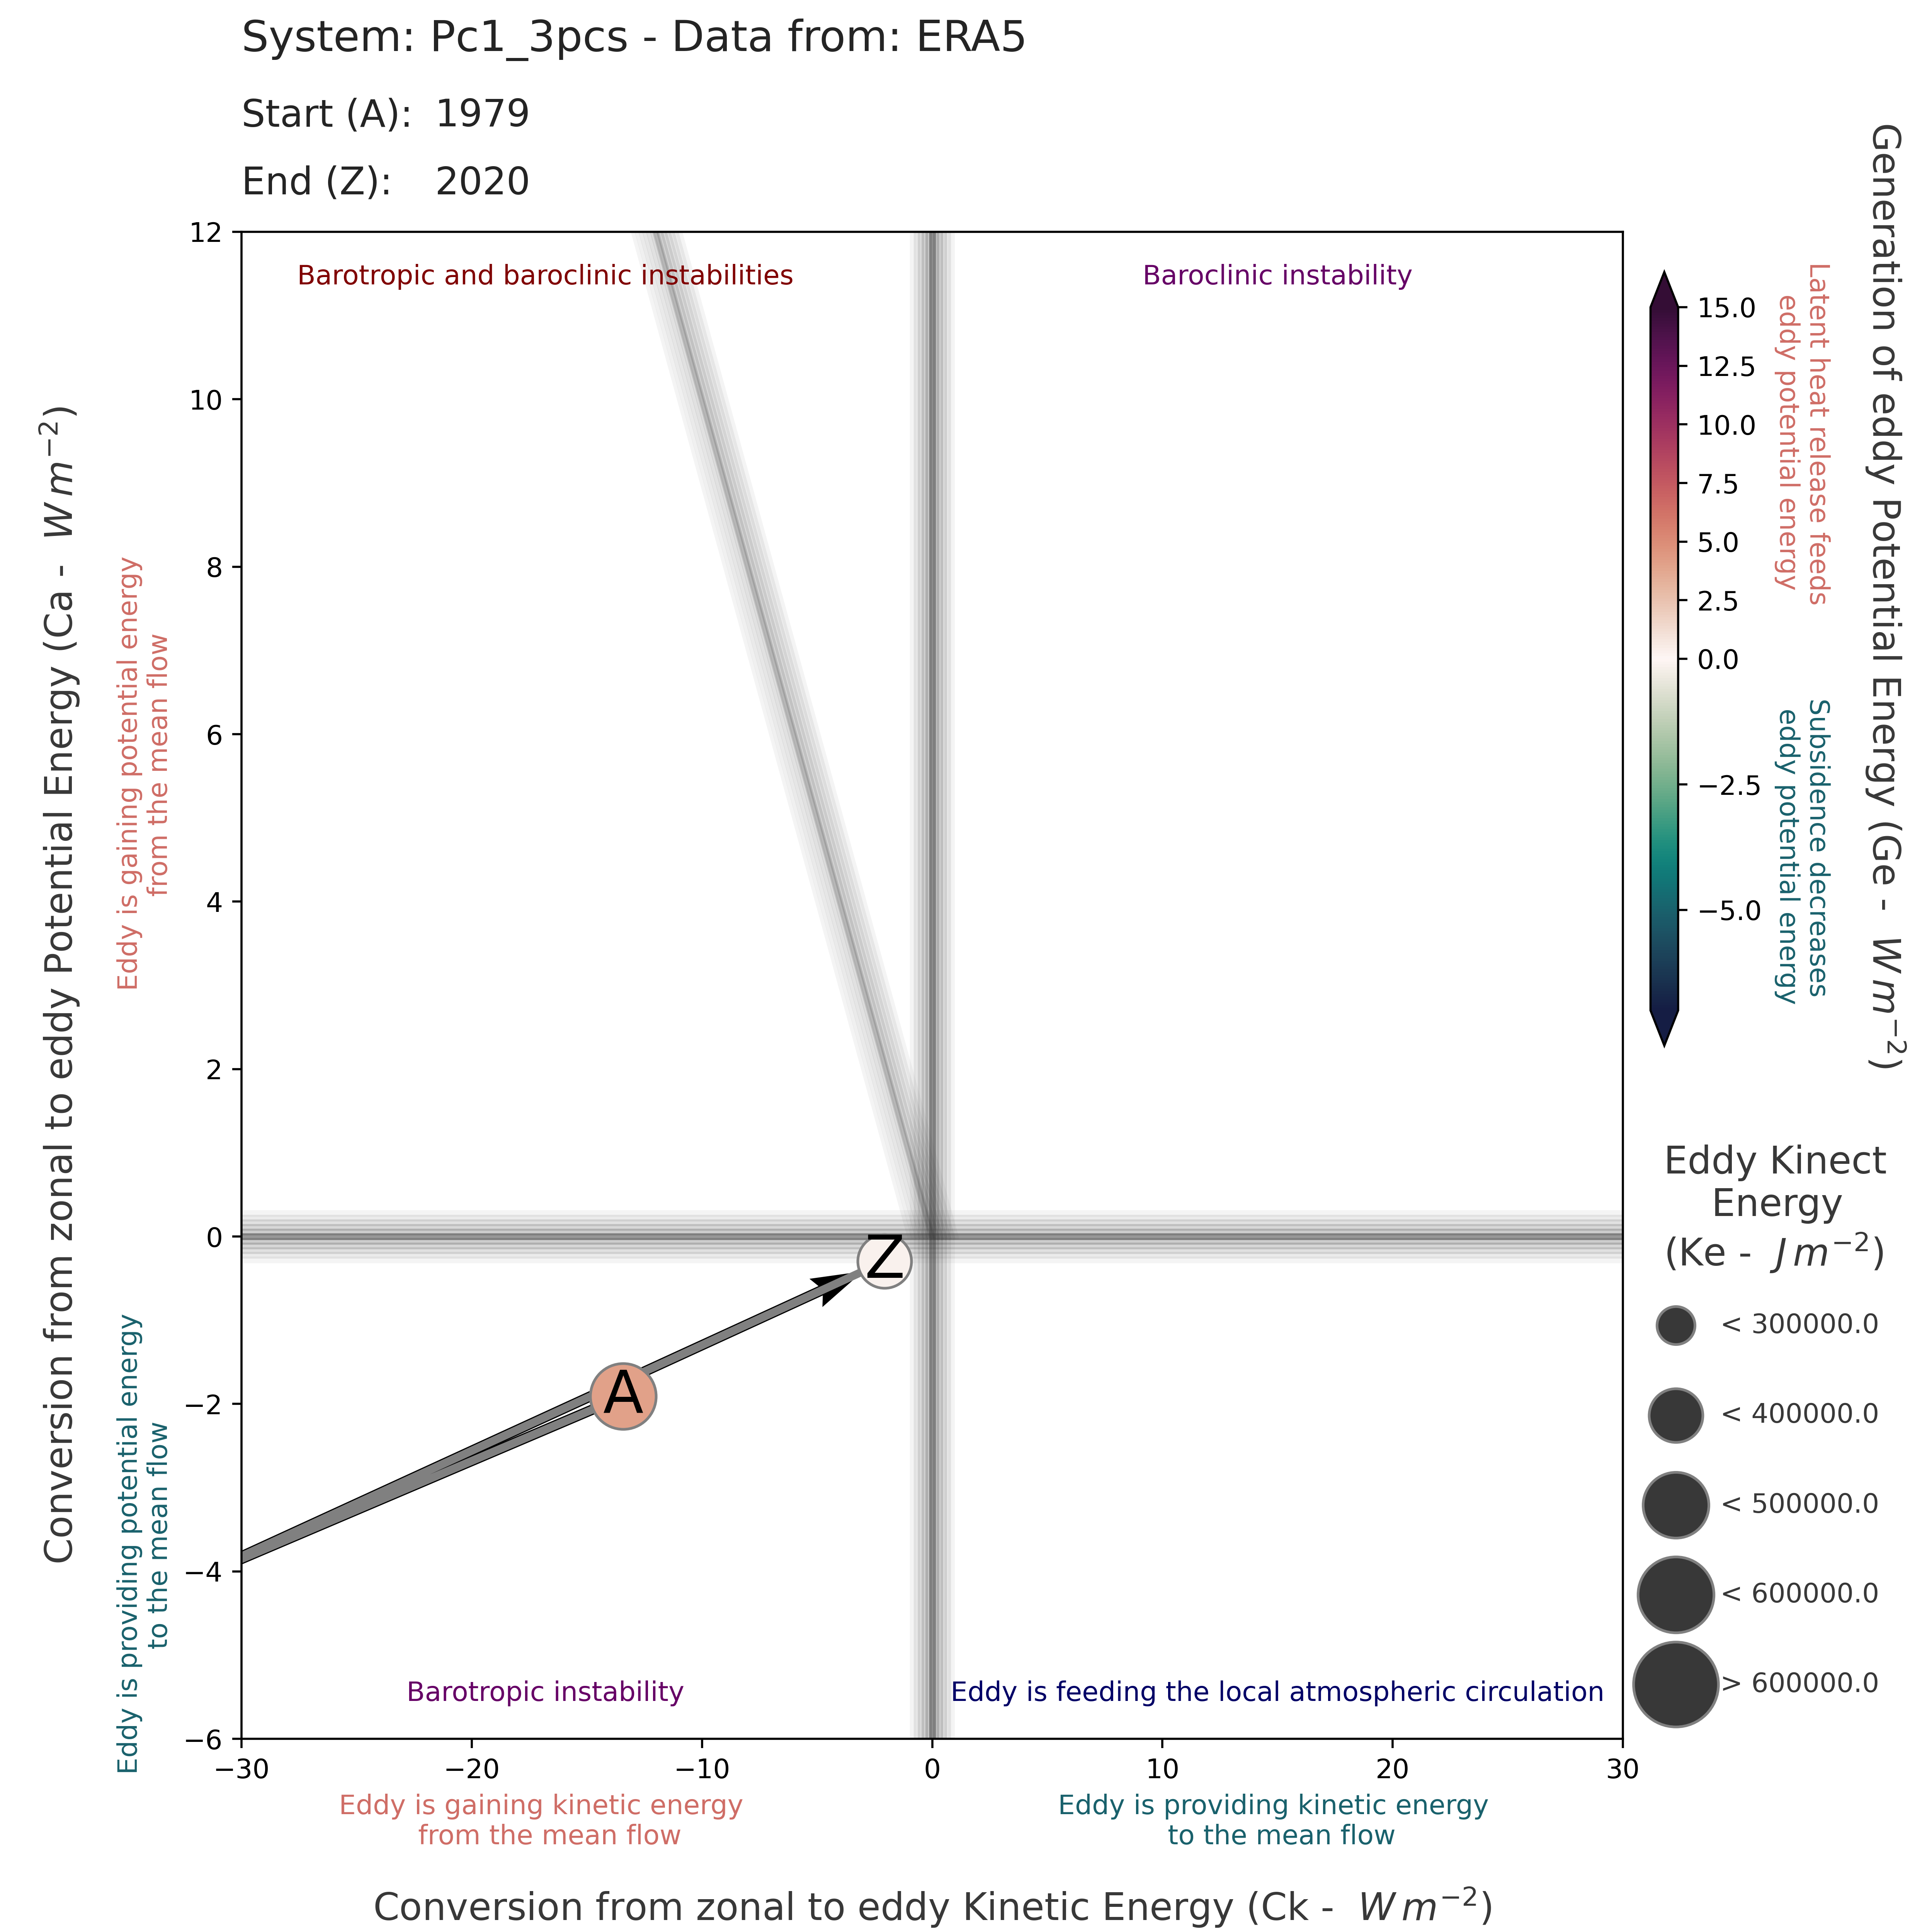 System: Pc1_3pcs - Data from: ERA5
Start (A): 1979
End (Z): 2020
Conversion from zonal to eddy Potential Energy (Ca - W m⁻²)
Eddy is gaining potential energy
from the mean flow
Eddy is providing potential energy
to the mean flow
12
10
8
6
4
2
0
−2
−4
−6
Barotropic and baroclinic instabilities
Baroclinic instability
Z
A
Barotropic instability
Eddy is feeding the local atmospheric circulation
−30
−20
−10
0
10
20
30
Eddy is gaining kinetic energy
from the mean flow
Eddy is providing kinetic energy
to the mean flow
Conversion from zonal to eddy Kinetic Energy (Ck - W m⁻²)
15.0
12.5
10.0
7.5
5.0
2.5
0.0
−2.5
−5.0
Latent heat release feeds
eddy potential energy
Subsidence decreases
eddy potential energy
Generation of eddy Potential Energy (Ge - W m⁻²)
Eddy Kinect
Energy
(Ke - J m⁻²)
< 300000.0
< 400000.0
< 500000.0
< 600000.0
> 600000.0